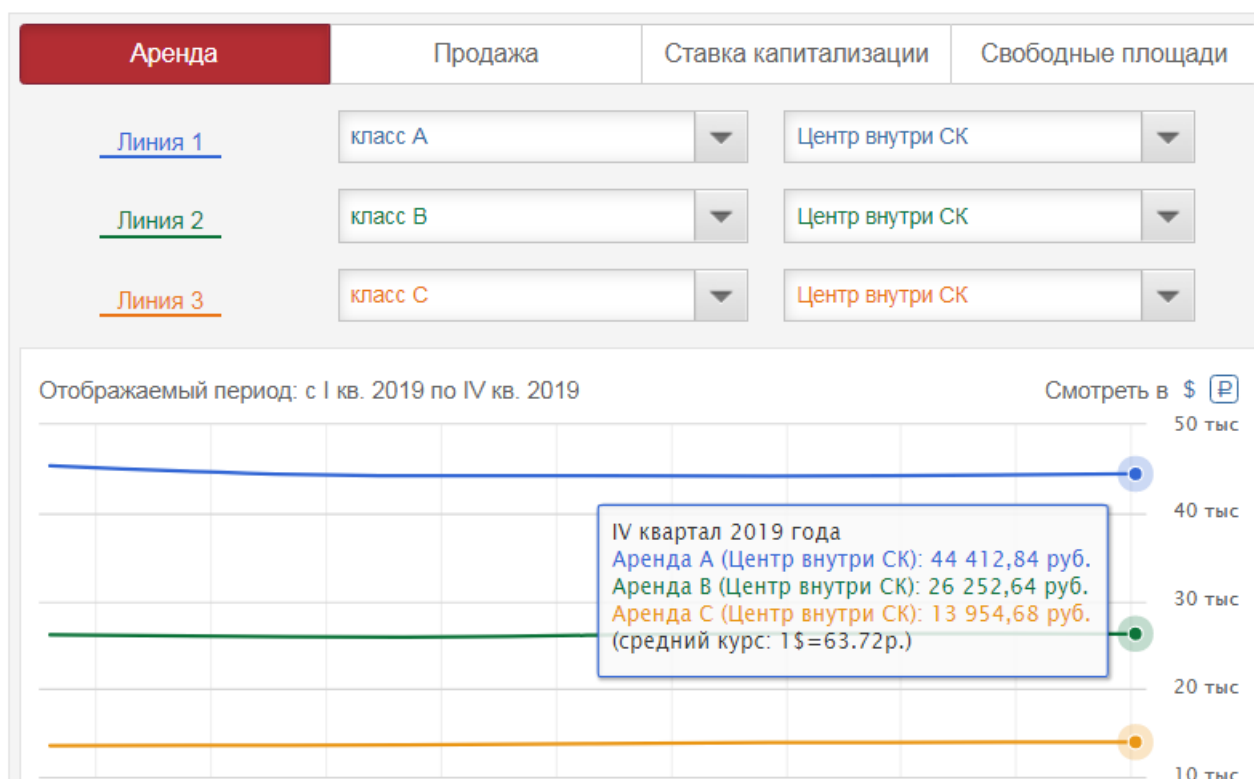 Аренда Продажа Ставка капитализации Свободные площади
Линия 1 класс А Центр внутри СК
Линия 2 класс В Центр внутри СК
Линия 3 класс С Центр внутри СК
Отображаемый период: с I кв. 2019 по IV кв. 2019 Смотреть в $ ₽
50 тыс
40 тыс
IV квартал 2019 года
Аренда А (Центр внутри СК): 44 412,84 руб.
Аренда В (Центр внутри СК): 26 252,64 руб.
30 тыс
Аренда С (Центр внутри СК): 13 954,68 руб.
(средний курс: 1$=63.72р.)
20 тыс
10 тыс